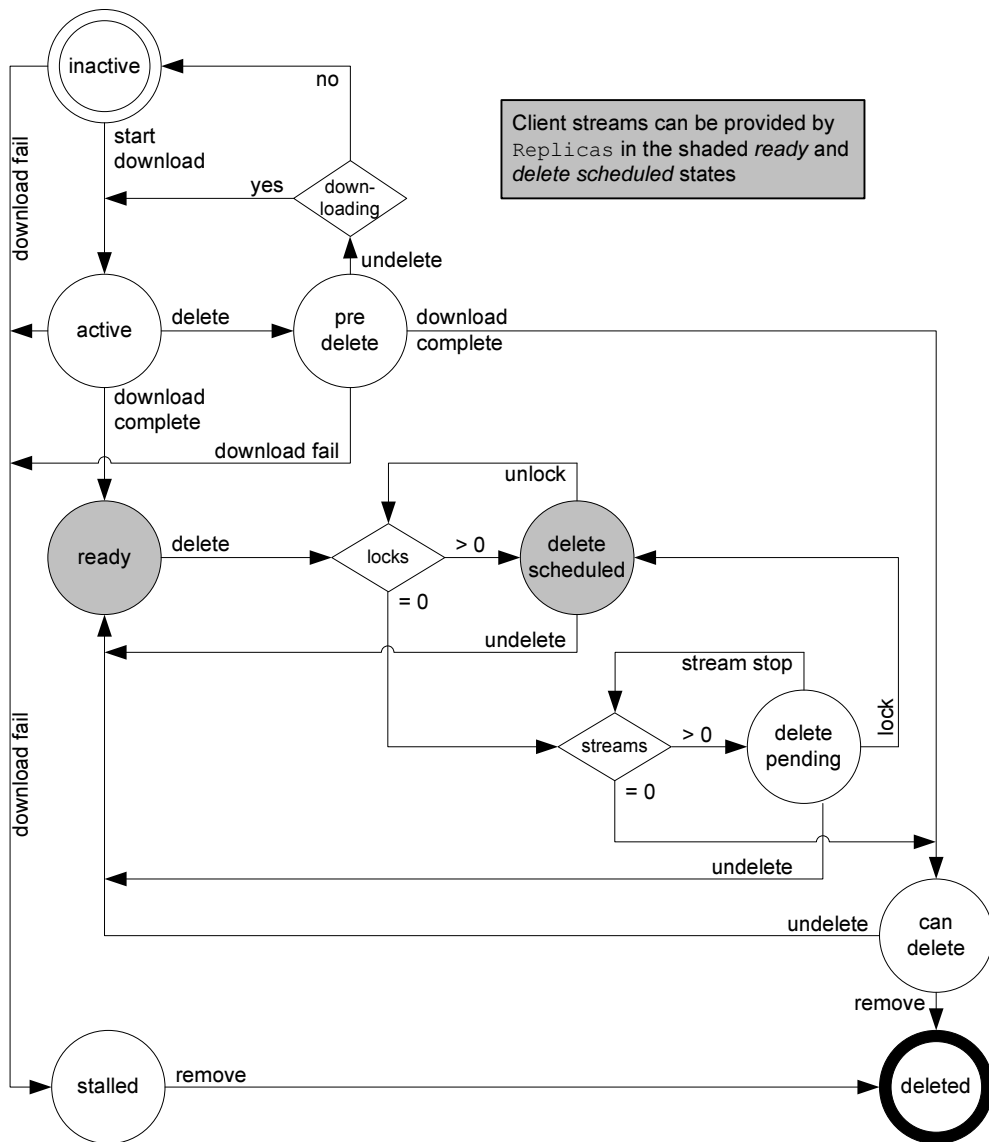 inactive
no
start
download
download fail
Client streams can be provided by
Replicas in the shaded ready and
delete scheduled states
yes
down-
loading
undelete
active
delete
pre
delete
download
complete
download
complete
download fail
unlock
ready
delete
locks
> 0
delete
scheduled
= 0
undelete
stream stop
lock
streams
> 0
delete
pending
= 0
download fail
undelete
undelete
can
delete
remove
stalled
remove
deleted